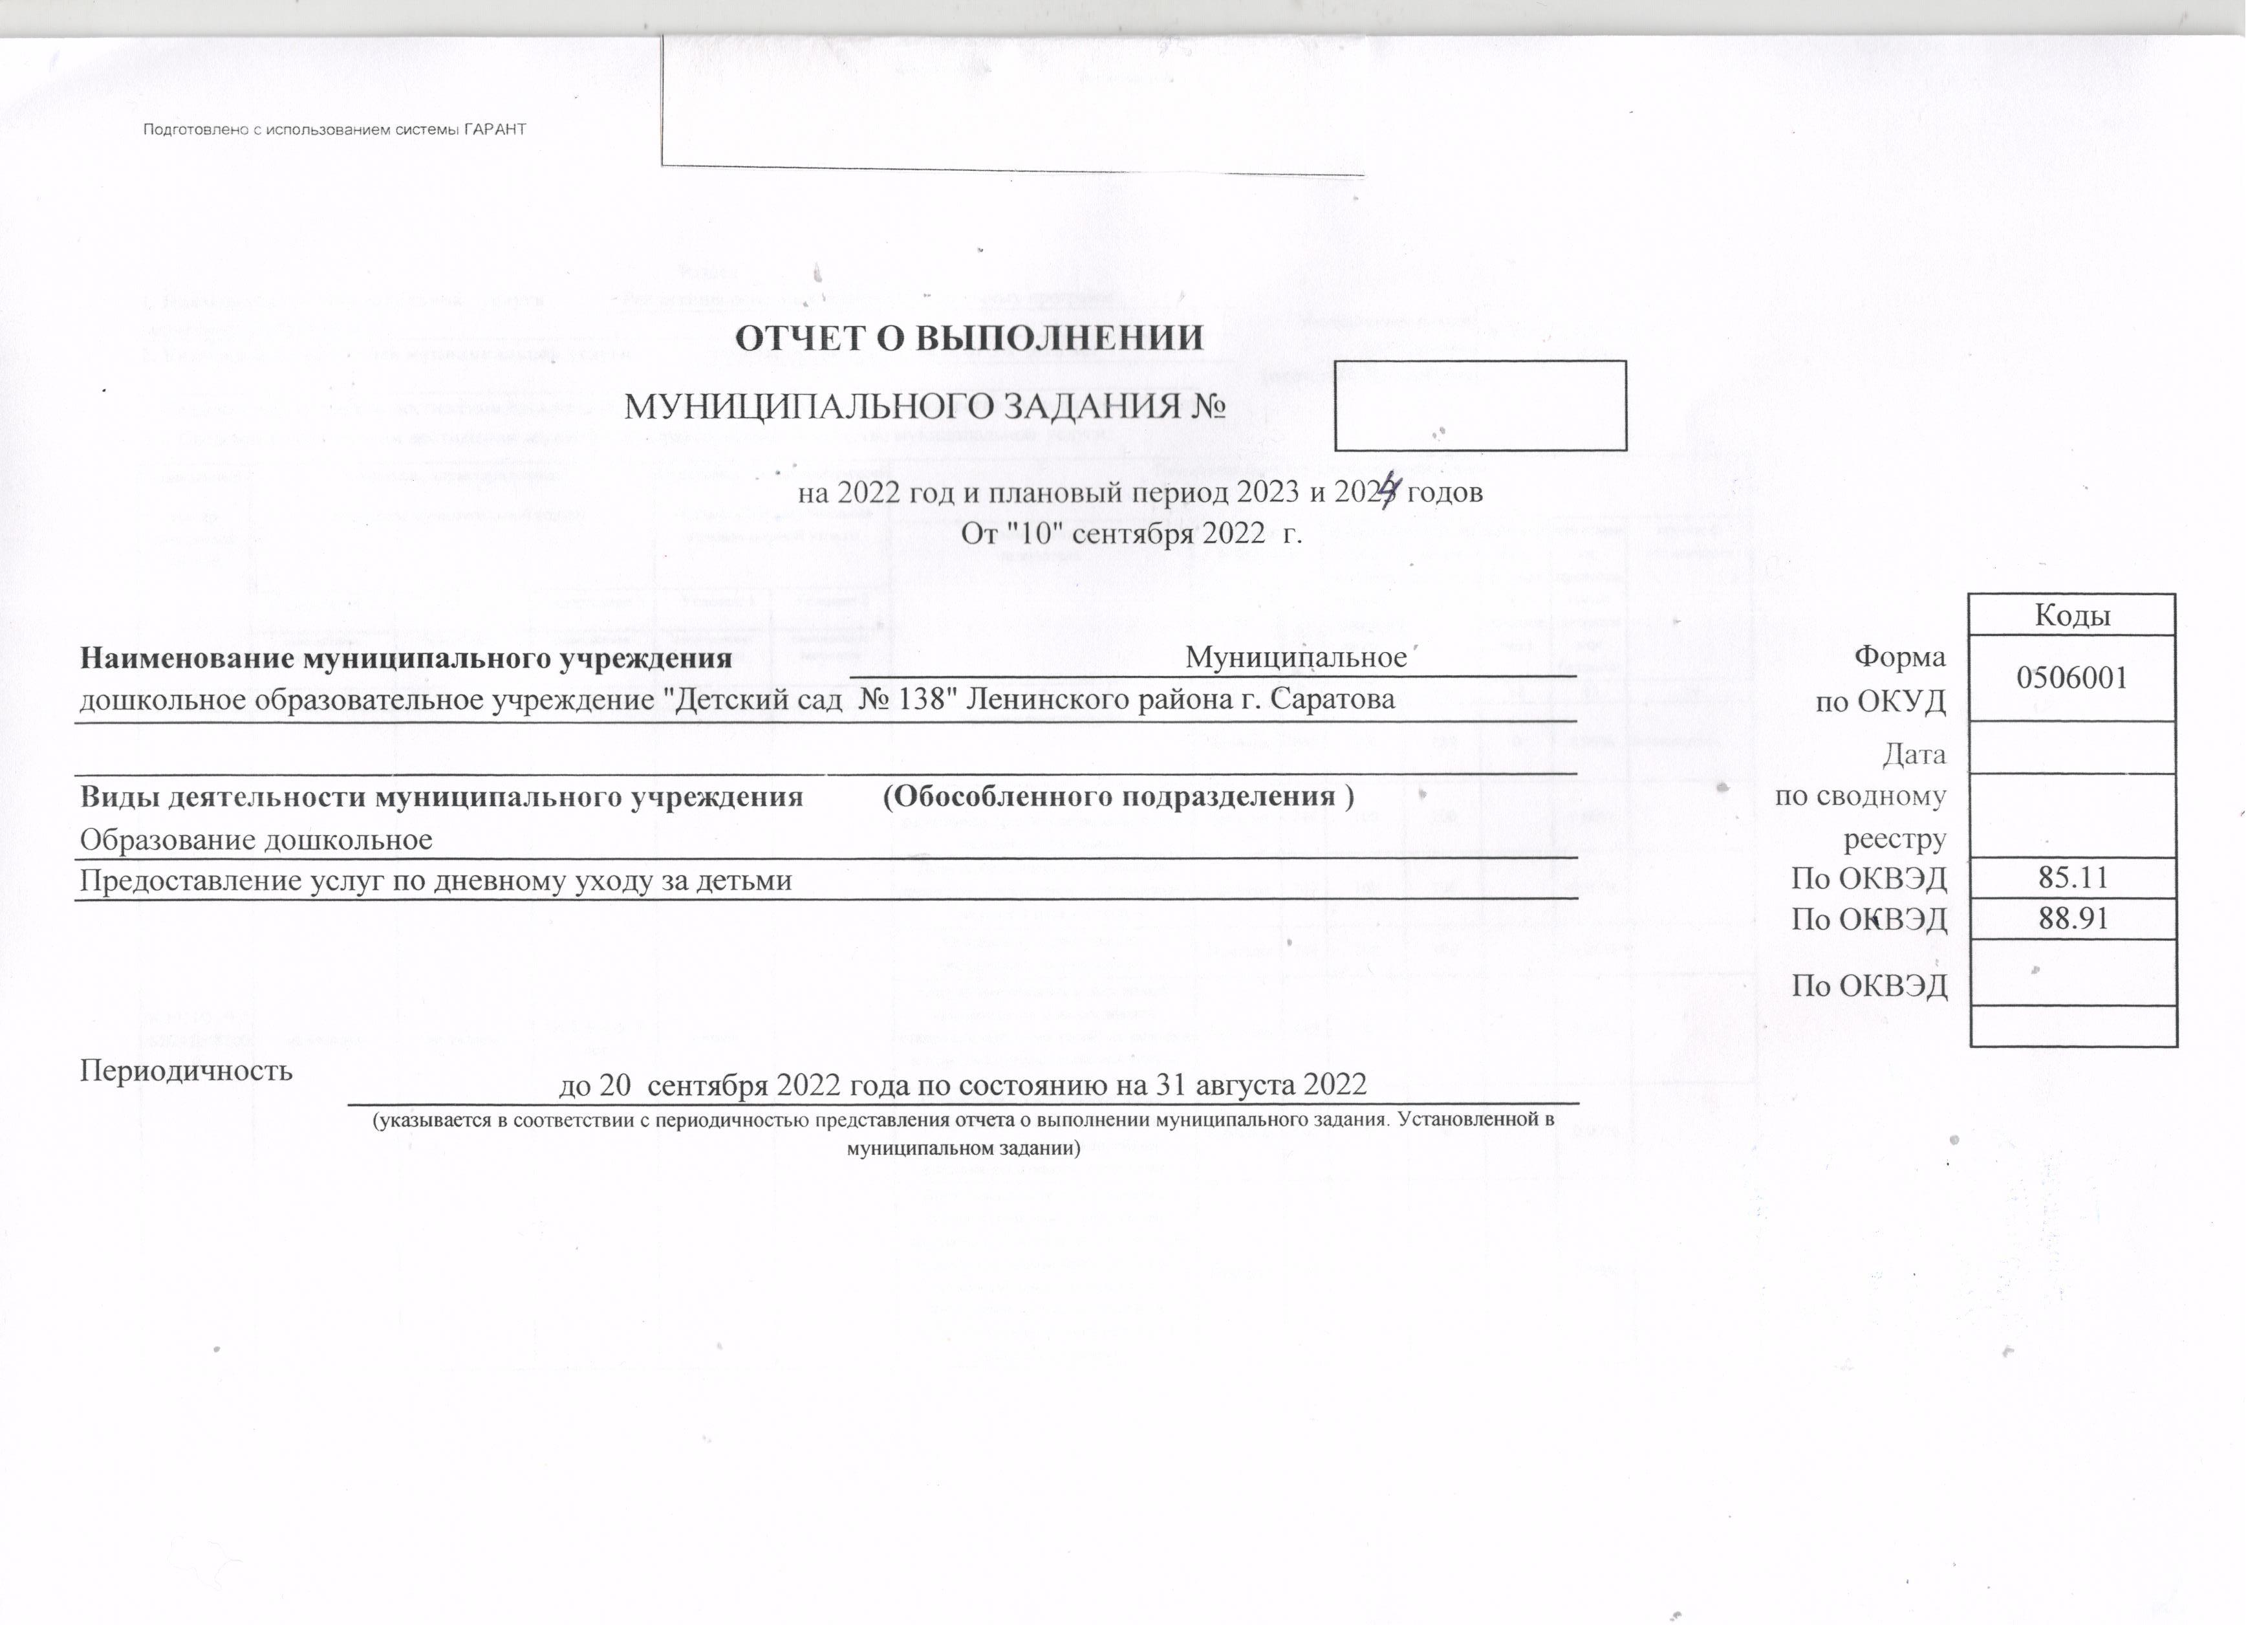 Подготовлено с использованием системы ГАРАНТ
ОТЧЕТ О ВЫПОЛНЕНИИ
МУНИЦИПАЛЬНОГО ЗАДАНИЯ №
на 2022 год и плановый период 2023 и 2024 годов
От "10" сентября 2022 г.
Коды
Наименование муниципального учреждения Муниципальное
Форма
по ОКУД
0506001
дошкольное образовательное учреждение "Детский сад № 138" Ленинского района г. Саратова
Дата
Виды деятельности муниципального учреждения (Обособленного подразделения )
по сводному
реестру
Образование дошкольное
Предоставление услуг по дневному уходу за детьми
По ОКВЭД 85.11
По ОКВЭД 88.91
По ОКВЭД
Периодичность
до 20 сентября 2022 года по состоянию на 31 августа 2022
(указывается в соответствии с периодичностью представления отчета о выполнении муниципального задания. Установленной в
муниципальном задании)